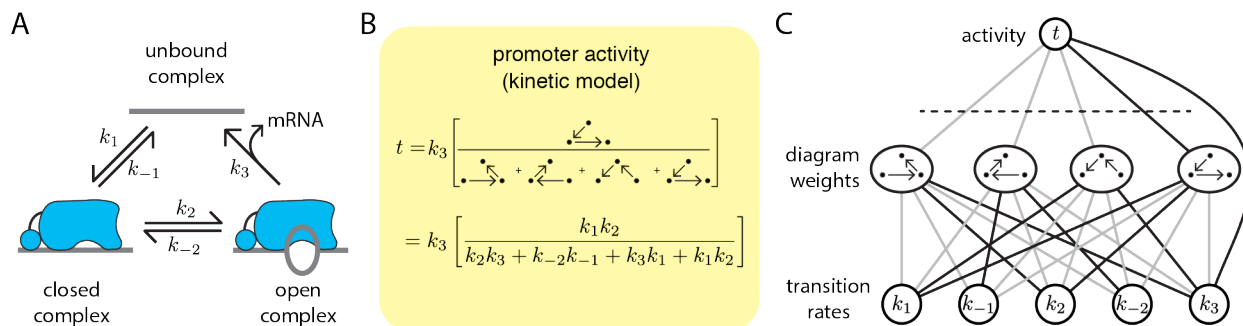 A
unbound
complex
mRNA
k₁
k₋₁
k₃
k₂
k₋₂
closed
complex
open
complex
B
promoter activity
(kinetic model)
t = k₃ [ / + + + ]
= k₃ [ k₁k₂ / k₂k₃ + k₋₂k₋₁ + k₃k₁ + k₁k₂ ]
C
activity
t
diagram
weights
transition
rates
k₁ k₋₁ k₂ k₋₂ k₃